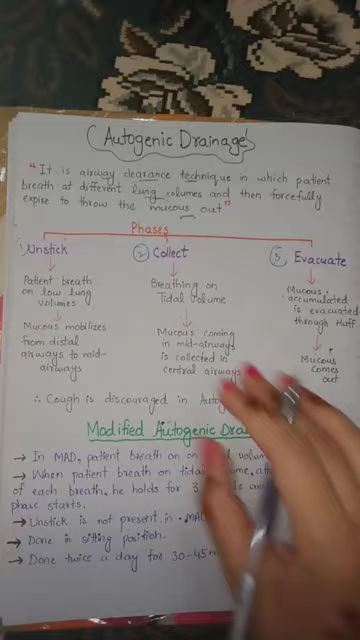 Autogenic Drainage
"It is airway clearance technique in which patient
breath at different lung volumes and then forcefully
expire to throw the mucous out"
Phases
① Unstick
Patient breath
on low lung
volumes
Mucous mobilizes
from distal
airways to mid-
airways
② Collect
Breathing on
Tidal Volume
Mucous coming
in mid-airways
is collected in
central airways
③ Evacuate
Mucous
accumulated
is evacuated
through Huff
Mucous
comes
out
∴ Cough is discouraged in
Modified Autogenic
→ In MAD, patient breath on
→ When patient breath on
of each breath, he holds for 3
phase starts.
→ Unstick is not present in MAD
→ Done in sitting position.
→ Done twice a day for 30-45